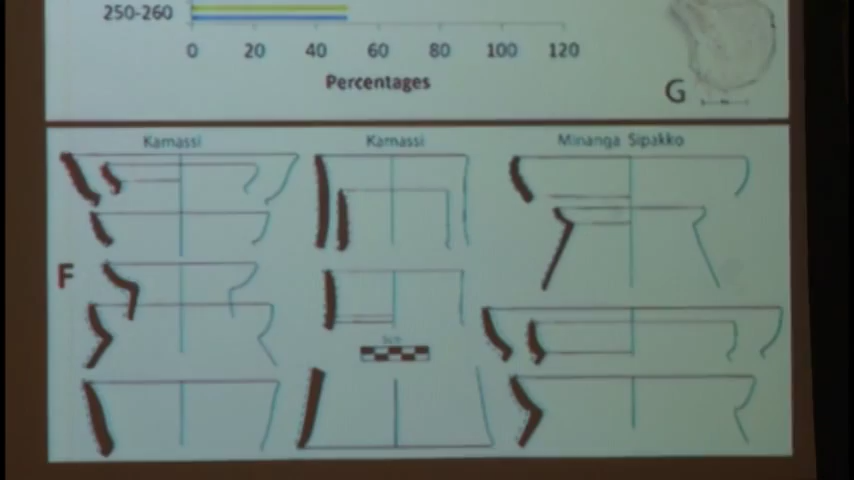 250-260
0 20 40 60 80 100 120
Percentages
G
Kamassi Kamassi Minanga Sipakko
F